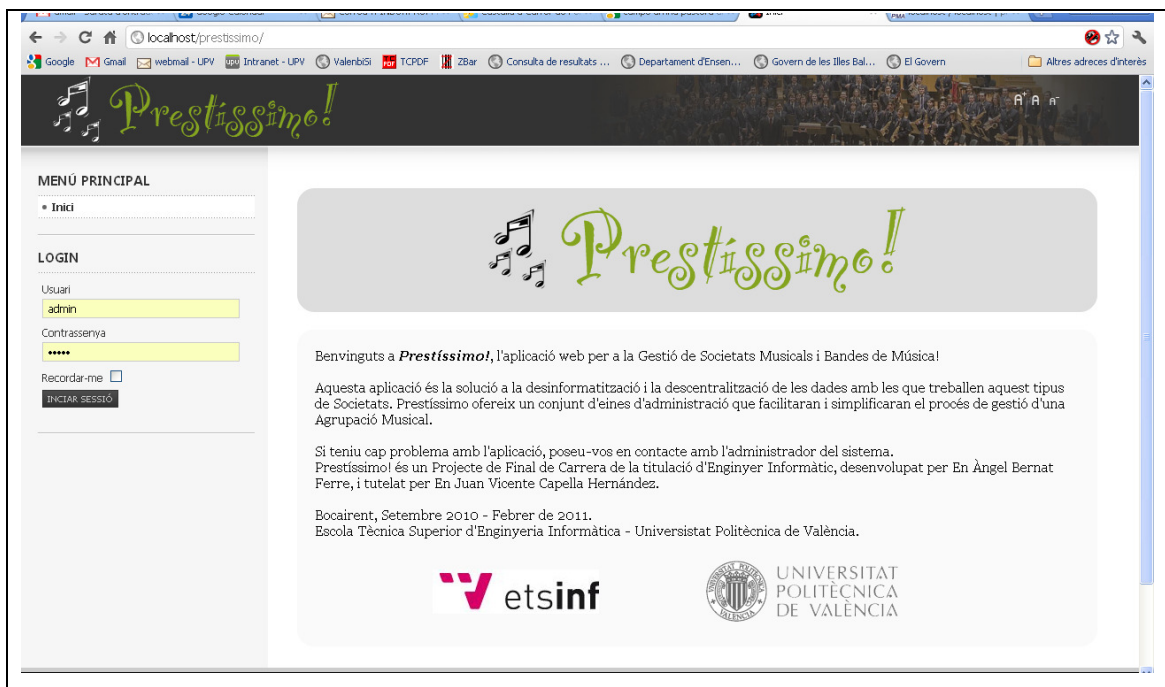 localhost/prestissimo/
Google Gmail webmail - UPV Intranet - UPV ValenbiSi TCPDF ZBar Consulta de resultats ... Departament d'Ensen... Govern de les Illes Bal... El Govern Altres adreces d'interès
Prestíssimo!
A+ A A-
MENÚ PRINCIPAL
Inici
LOGIN
Usuari
admin
Contrassenya
•••••
Recordar-me
INCIAR SESSIÓ
Prestíssimo!
Benvinguts a Prestíssimo!, l'aplicació web per a la Gestió de Societats Musicals i Bandes de Música!
Aquesta aplicació és la solució a la desinformatització i la descentralització de les dades amb les que treballen aquest tipus
de Societats. Prestíssimo ofereix un conjunt d'eines d'administració que facilitaran i simplificaran el procés de gestió d'una
Agrupació Musical.
Si teniu cap problema amb l'aplicació, poseu-vos en contacte amb l'administrador del sistema.
Prestíssimo! és un Projecte de Final de Carrera de la titulació d'Enginyer Informàtic, desenvolupat per En Àngel Bernat
Ferre, i tutelat per En Juan Vicente Capella Hernández.
Bocairent, Setembre 2010 - Febrer de 2011.
Escola Tècnica Superior d'Enginyeria Informàtica - Universistat Politècnica de València.
etsinf
UNIVERSITAT
POLITÈCNICA
DE VALÈNCIA